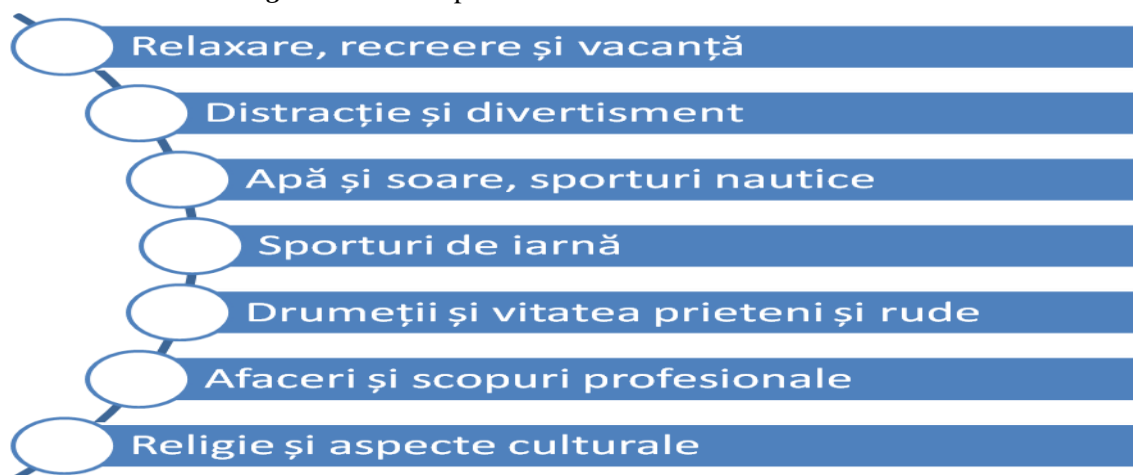 Relaxare, recreere și vacanță
Distracție și divertisment
Apă și soare, sporturi nautice
Sporturi de iarnă
Drumeții și vitatea prieteni și rude
Afaceri și scopuri profesionale
Religie și aspecte culturale